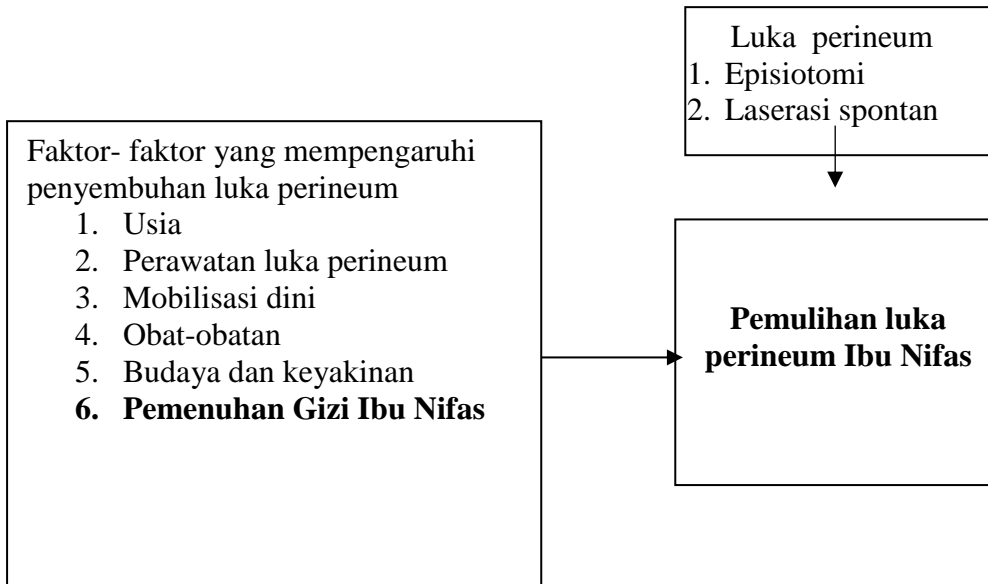 Luka perineum
1. Episiotomi
2. Laserasi spontan
Faktor- faktor yang mempengaruhi
penyembuhan luka perineum
1. Usia
2. Perawatan luka perineum
3. Mobilisasi dini
4. Obat-obatan
5. Budaya dan keyakinan
6. Pemenuhan Gizi Ibu Nifas
Pemulihan luka
perineum Ibu Nifas